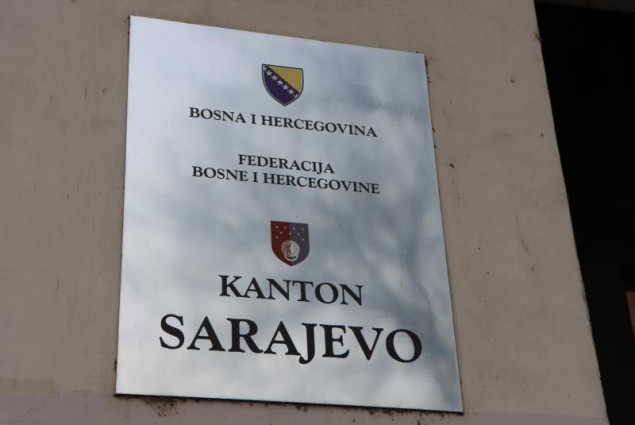 BOSNA I HERCEGOVINA
FEDERACIJA
BOSNE I HERCEGOVINE
KANTON
SARAJEVO